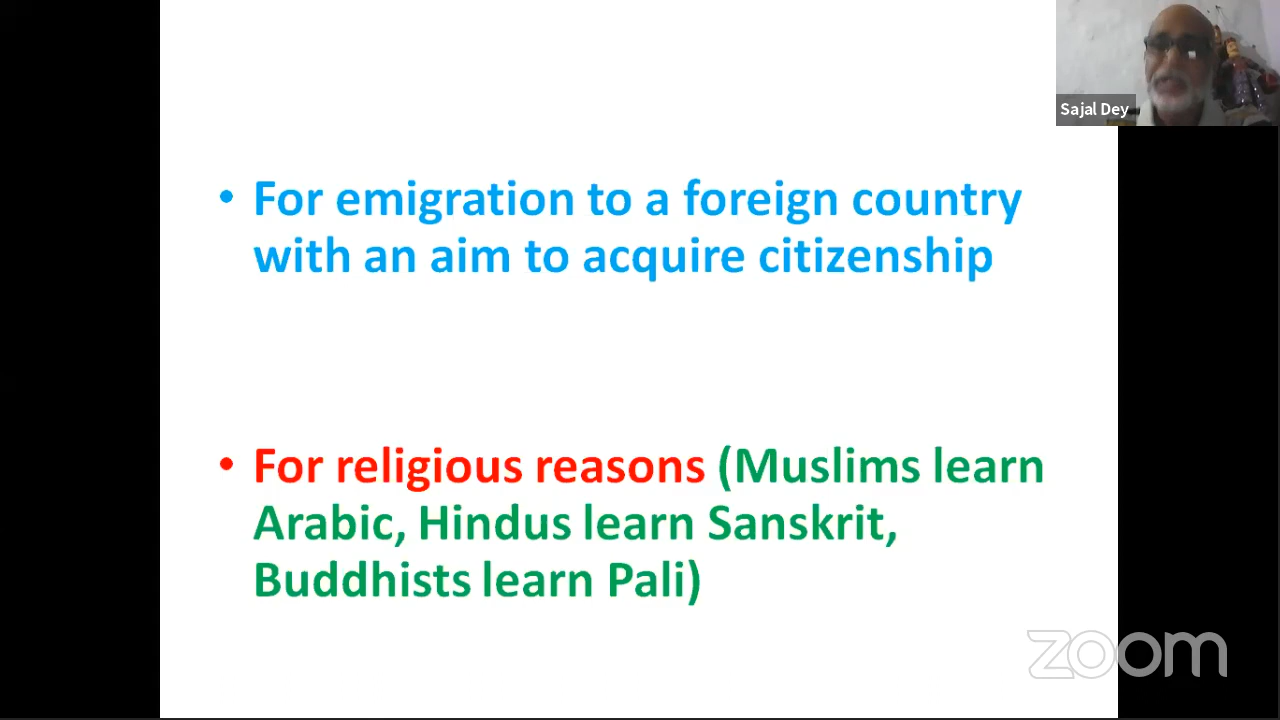 Sajal Dey
• For emigration to a foreign country
with an aim to acquire citizenship
• For religious reasons (Muslims learn
Arabic, Hindus learn Sanskrit,
Buddhists learn Pali)
zoom